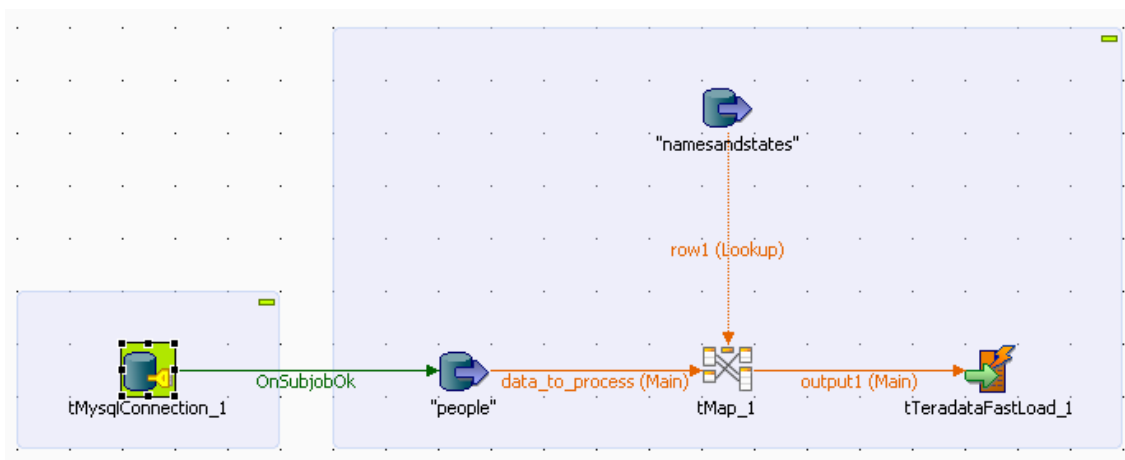 "namesandstates"
row1 (Lookup)
OnSubjobOk
data_to_process (Main)
output1 (Main)
tMysqlConnection_1
"people"
tMap_1
tTeradataFastLoad_1